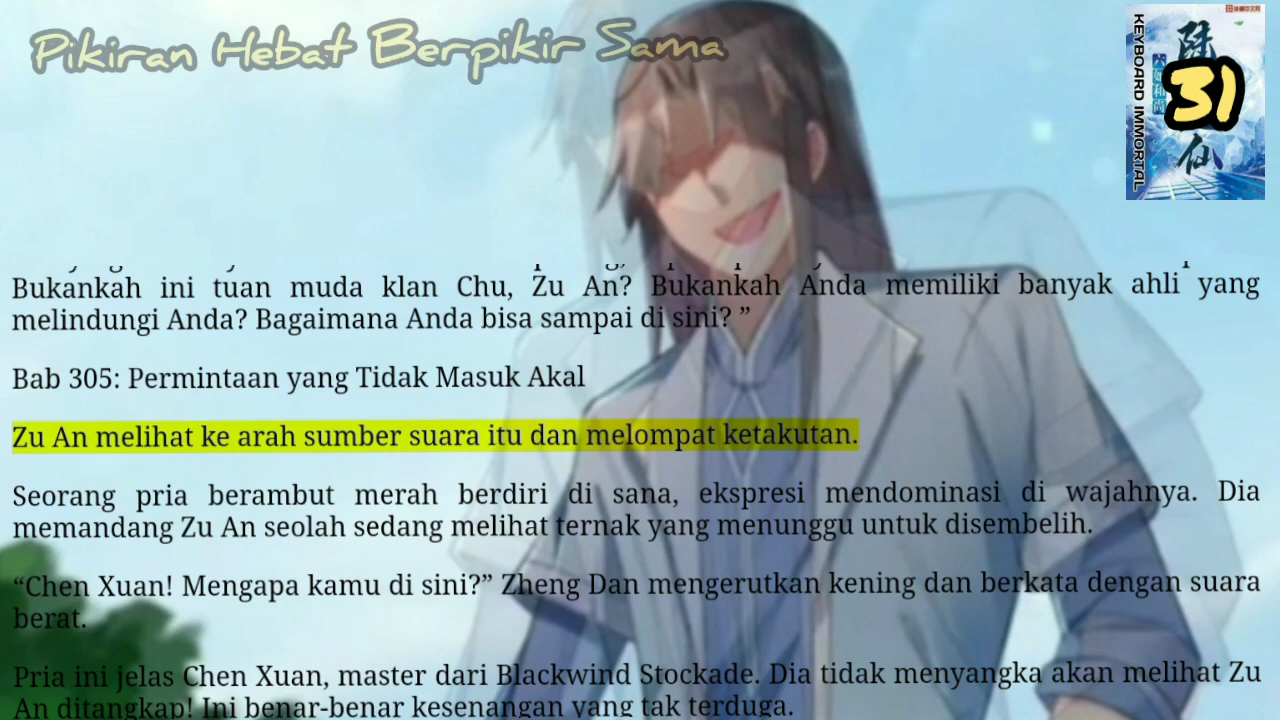 Pikiran Hebat Berpikir Sama
KEYBOARD IMMORTAL
陆
31
仙
Bukankah ini tuan muda klan Chu, Zu An? Bukankah Anda memiliki banyak ahli yang
melindungi Anda? Bagaimana Anda bisa sampai di sini? ”
Bab 305: Permintaan yang Tidak Masuk Akal
Zu An melihat ke arah sumber suara itu dan melompat ketakutan.
Seorang pria berambut merah berdiri di sana, ekspresi mendominasi di wajahnya. Dia
memandang Zu An seolah sedang melihat ternak yang menunggu untuk disembelih.
“Chen Xuan! Mengapa kamu di sini?” Zheng Dan mengerutkan kening dan berkata dengan suara
berat.
Pria ini jelas Chen Xuan, master dari Blackwind Stockade. Dia tidak menyangka akan melihat Zu
An ditangkap! Ini benar-benar kesenangan yang tak terduga.